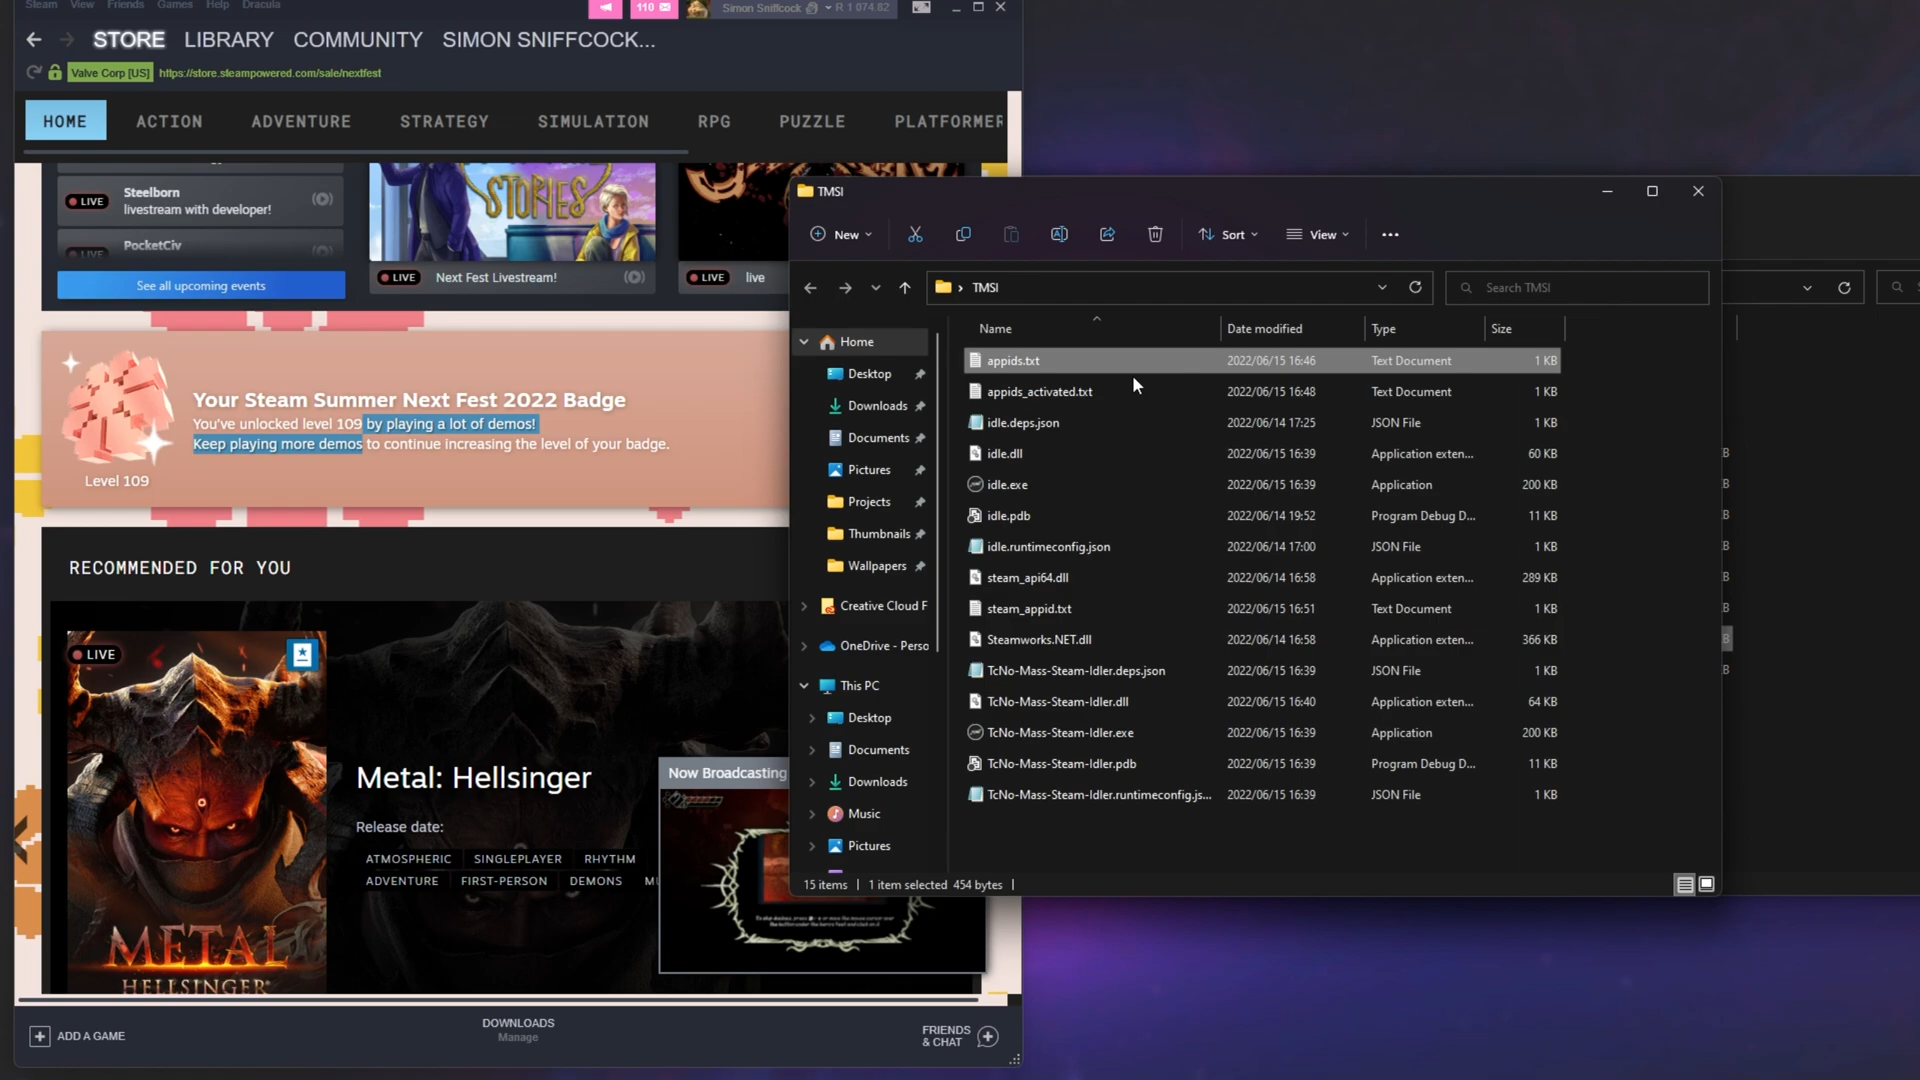 Steam View Friends Games Help Dracula
110
Simon Sniffcock
R 1 074.82
STORE LIBRARY COMMUNITY SIMON SNIFFCOCK...
Valve Corp [US] https://store.steampowered.com/sale/nextfest
HOME ACTION ADVENTURE STRATEGY SIMULATION RPG PUZZLE PLATFORMER
LIVE
Steelborn
livestream with developer!
LIVE
PocketCiv
See all upcoming events
STORIES
LIVE Next Fest Livestream!
LIVE live
Your Steam Summer Next Fest 2022 Badge
You've unlocked level 109 by playing a lot of demos!
Keep playing more demos to continue increasing the level of your badge.
Level 109
RECOMMENDED FOR YOU
LIVE
METAL
HELLSINGER
Metal: Hellsinger
Release date:
ATMOSPHERIC SINGLEPLAYER RHYTHM
ADVENTURE FIRST-PERSON DEMONS
Now Broadcasting
ADD A GAME
DOWNLOADS
Manage
FRIENDS
& CHAT
TMSI
New Sort View
TMSI
Search TMSI
Home
Desktop
Downloads
Documents
Pictures
Projects
Thumbnails
Wallpapers
Creative Cloud F
OneDrive - Perso
This PC
Desktop
Documents
Downloads
Music
Pictures
Name Date modified Type Size
appids.txt 2022/06/15 16:46 Text Document 1 KB
appids_activated.txt 2022/06/15 16:48 Text Document 1 KB
idle.deps.json 2022/06/14 17:25 JSON File 1 KB
idle.dll 2022/06/15 16:39 Application exten... 60 KB
idle.exe 2022/06/15 16:39 Application 200 KB
idle.pdb 2022/06/14 19:52 Program Debug D... 11 KB
idle.runtimeconfig.json 2022/06/14 17:00 JSON File 1 KB
steam_api64.dll 2022/06/14 16:58 Application exten... 289 KB
steam_appid.txt 2022/06/15 16:51 Text Document 1 KB
Steamworks.NET.dll 2022/06/14 16:58 Application exten... 366 KB
TcNo-Mass-Steam-Idler.deps.json 2022/06/15 16:39 JSON File 1 KB
TcNo-Mass-Steam-Idler.dll 2022/06/15 16:40 Application exten... 64 KB
TcNo-Mass-Steam-Idler.exe 2022/06/15 16:39 Application 200 KB
TcNo-Mass-Steam-Idler.pdb 2022/06/15 16:39 Program Debug D... 11 KB
TcNo-Mass-Steam-Idler.runtimeconfig.js... 2022/06/15 16:39 JSON File 1 KB
15 items 1 item selected 454 bytes